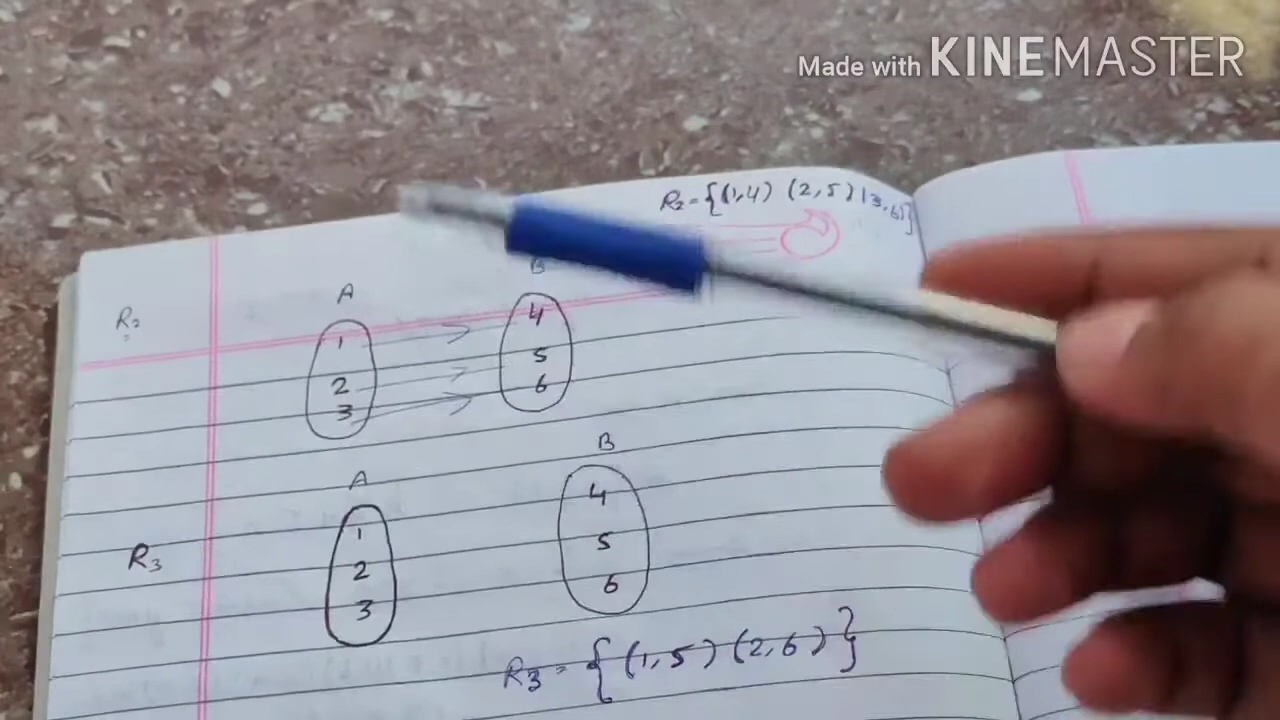 Made with KINEMASTER
R₂ = {(1,4) (2,5) (3,6)}
A B
R₂
1 4
2 5
3 6
A B
R₃
1 4
2 5
3 6
R₃ = {(1,5) (2,6)}